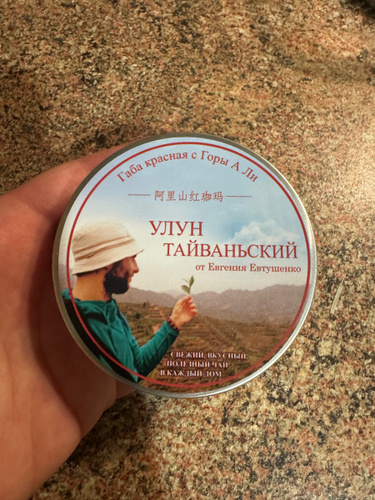 Габа красная с Горы А Ли
阿里山红珈玛
УЛУН
ТАЙВАНЬСКИЙ
от Евгения Евтушенко
СВЕЖИЙ, ВКУСНЫЙ,
ПОЛЕЗНЫЙ ЧАЙ
В КАЖДЫЙ ДОМ